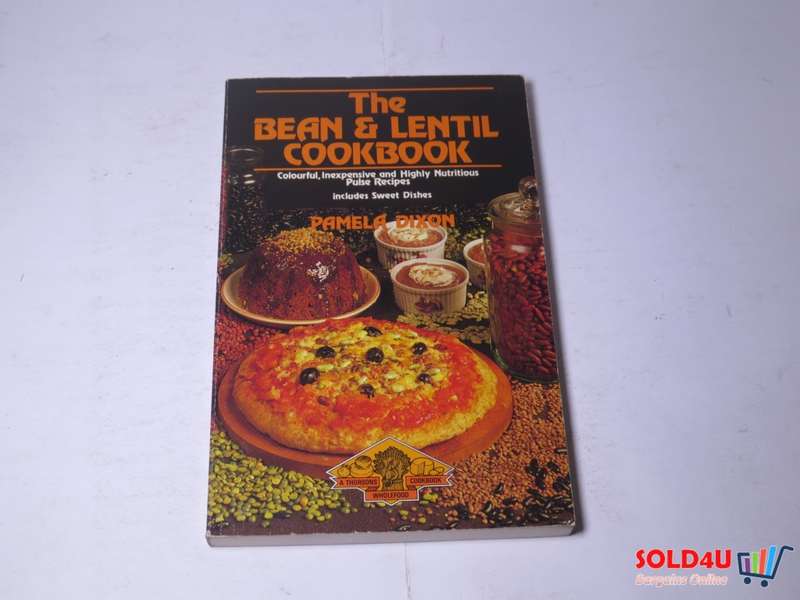 The
BEAN & LENTIL
COOKBOOK
Colourful, Inexpensive and Highly Nutritious
Pulse Recipes
Includes Sweet Dishes
PAMELA DIXON
A THORSONS
WHOLEFOOD
COOKBOOK
SOLD4U
Bargains Online